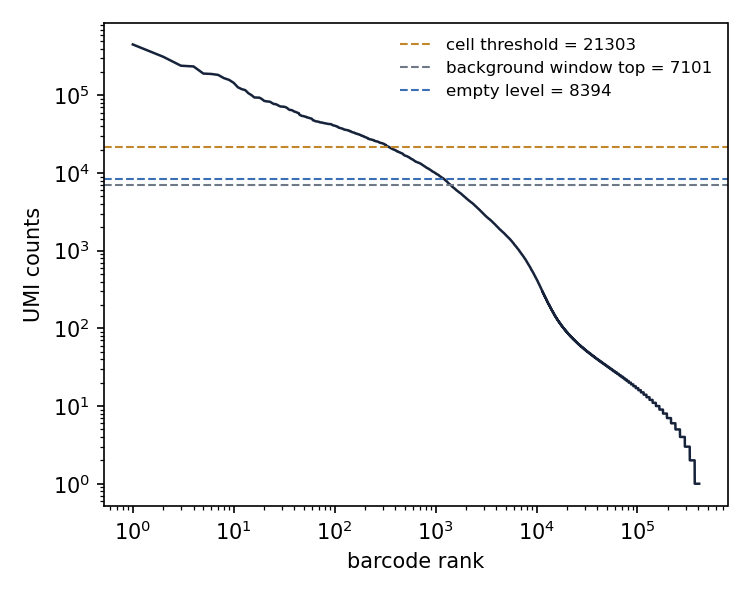 cell threshold = 21303
background window top = 7101
empty level = 8394
UMI counts
10⁵
10⁴
10³
10²
10¹
10⁰
10⁰ 10¹ 10² 10³ 10⁴ 10⁵
barcode rank